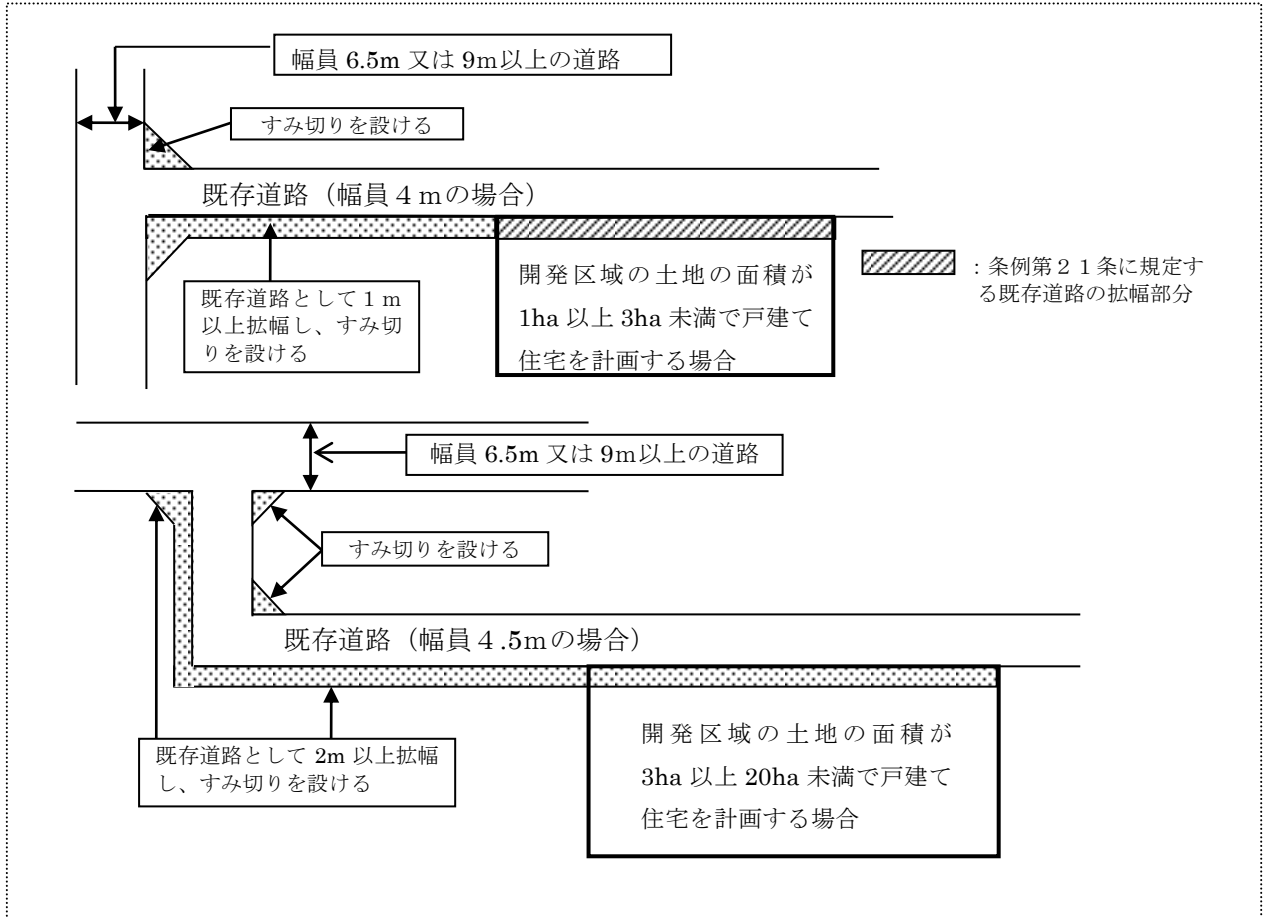 幅員 6.5m 又は 9m以上の道路
すみ切りを設ける
既存道路（幅員４ｍの場合）
既存道路として１ｍ
以上拡幅し、すみ切
りを設ける
開発区域の土地の面積が
1ha 以上 3ha 未満で戸建て
住宅を計画する場合
：条例第２１条に規定す
る既存道路の拡幅部分
幅員 6.5m 又は 9m以上の道路
すみ切りを設ける
既存道路（幅員４.5ｍの場合）
既存道路として 2m 以上拡幅
し、すみ切りを設ける
開発区域の土地の面積が
3ha 以上 20ha 未満で戸建て
住宅を計画する場合